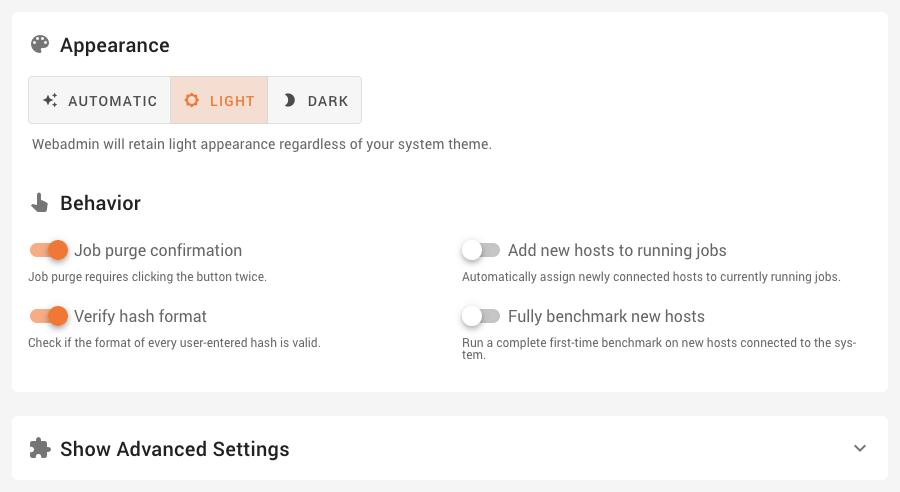 Appearance
AUTOMATIC LIGHT DARK
Webadmin will retain light appearance regardless of your system theme.
Behavior
Job purge confirmation
Job purge requires clicking the button twice.
Add new hosts to running jobs
Automatically assign newly connected hosts to currently running jobs.
Verify hash format
Check if the format of every user-entered hash is valid.
Fully benchmark new hosts
Run a complete first-time benchmark on new hosts connected to the sys-
tem.
Show Advanced Settings